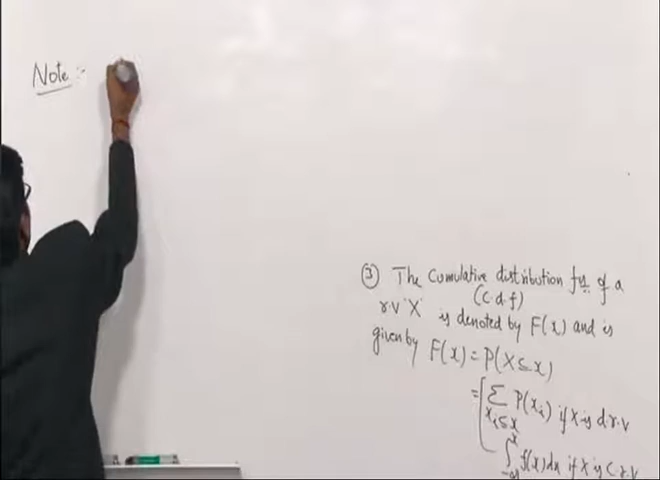 Note :-
③ The Cumulative distribution fn. of a
(C.d.f)
r.v 'X' is denoted by F(x) and is
given by F(x) = P(X ≤ x)
= { ∑ xᵢ≤x P(xᵢ) if X is d.r.v
∫ -∞ x f(x)dx if X is C.r.v